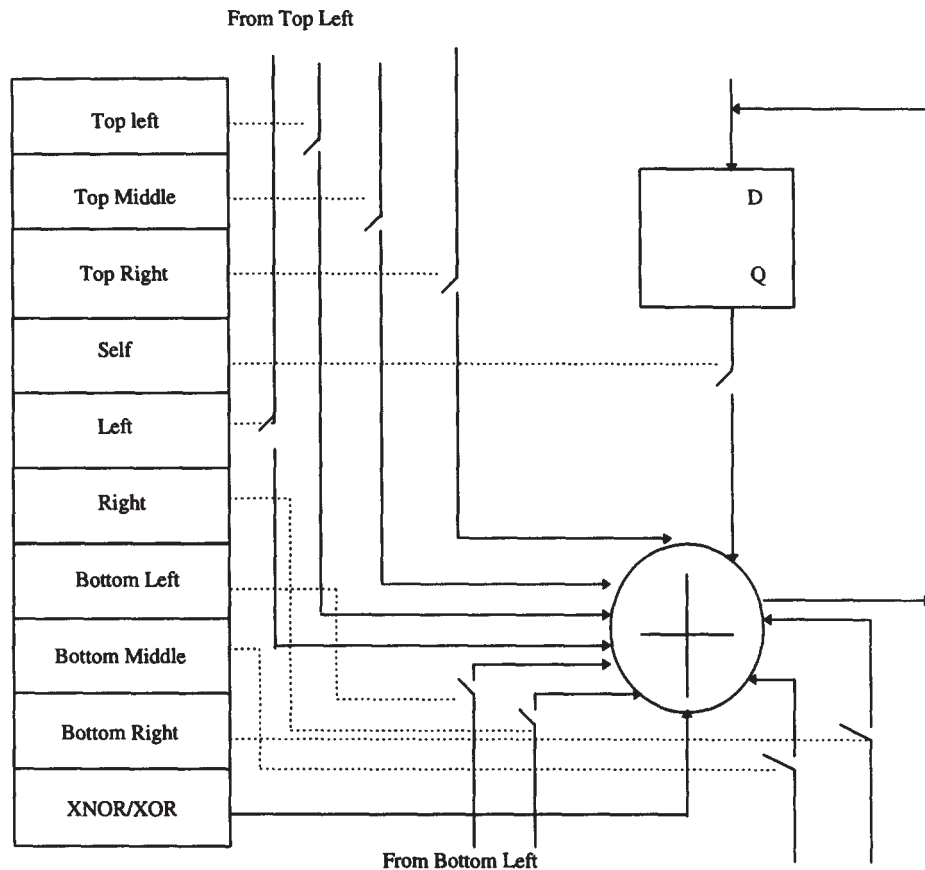 From Top Left
Top left
Top Middle
Top Right
Self
Left
Right
Bottom Left
Bottom Middle
Bottom Right
XNOR/XOR
D
Q
From Bottom Left